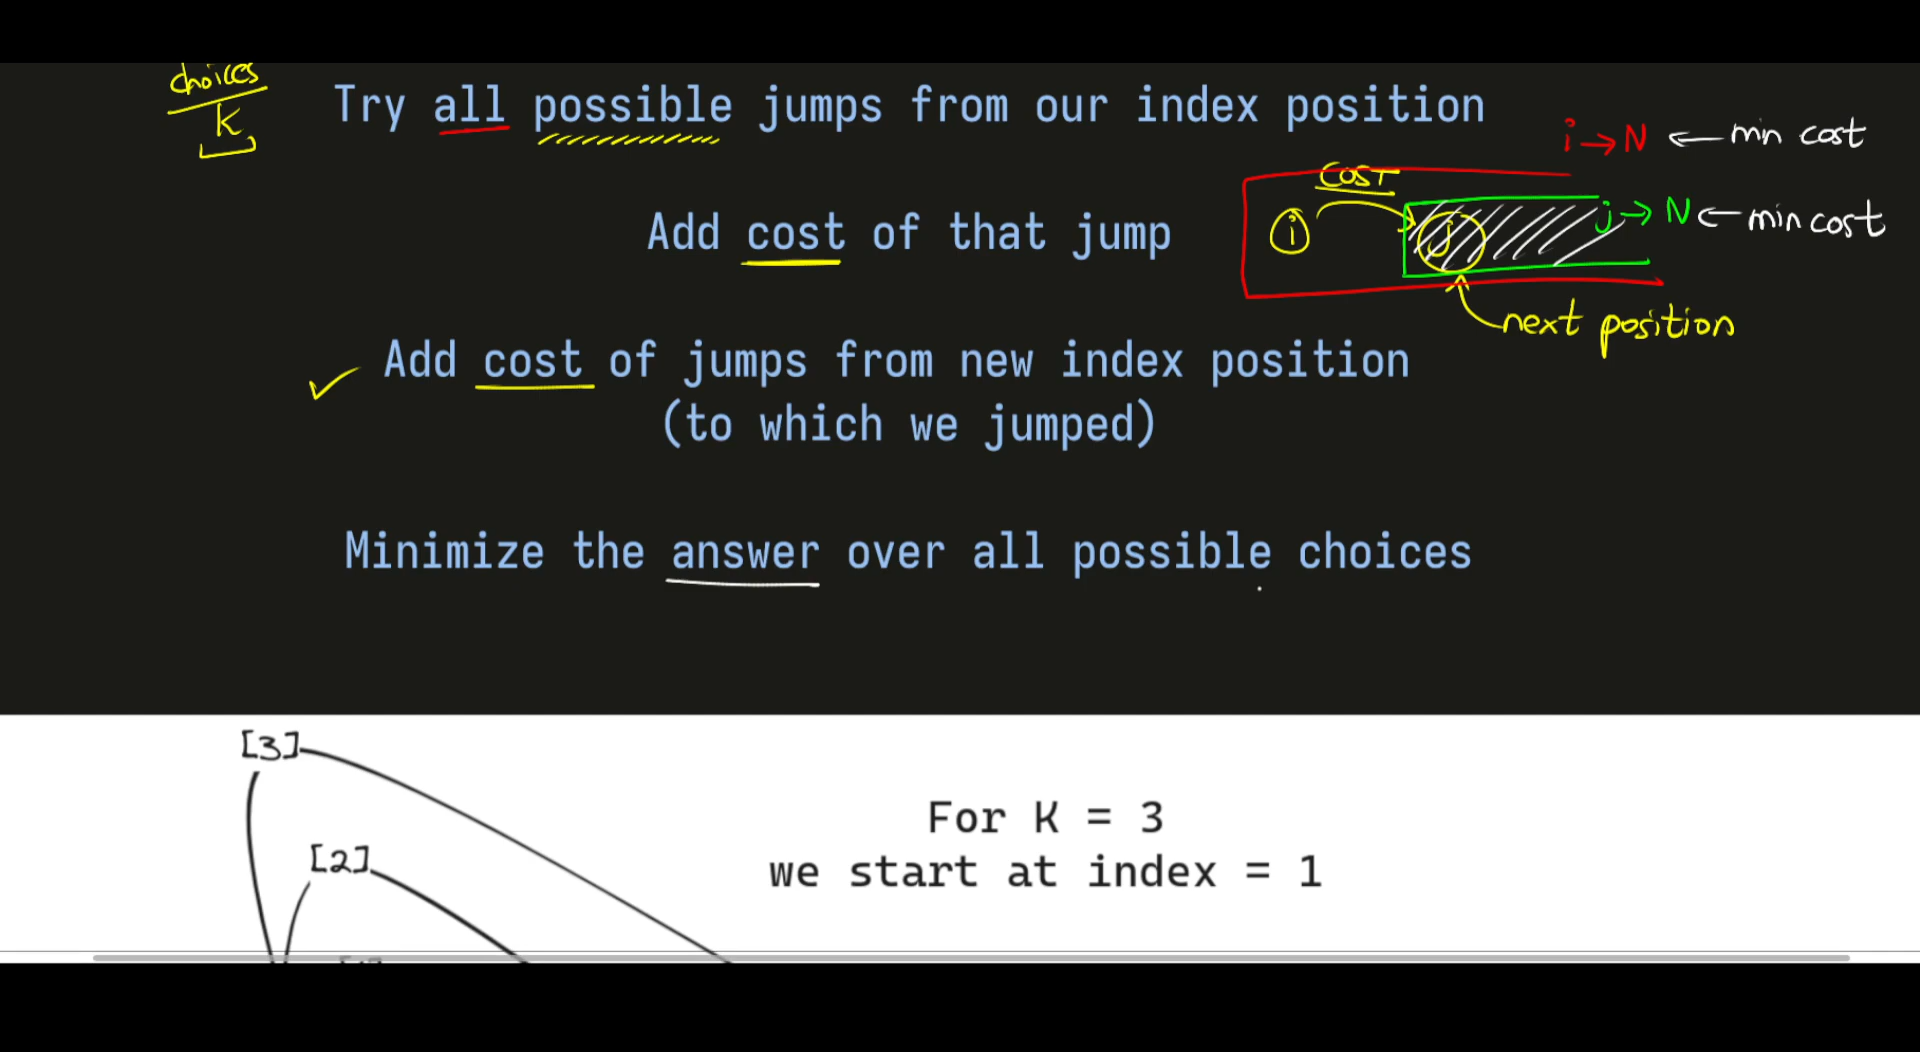 choices
K
Try all possible jumps from our index position
i → N ← min cost
COST
Add cost of that jump
i
j
j → N ← min cost
next position
✓ Add cost of jumps from new index position
(to which we jumped)
Minimize the answer over all possible choices
[3]
For K = 3
[2]
we start at index = 1